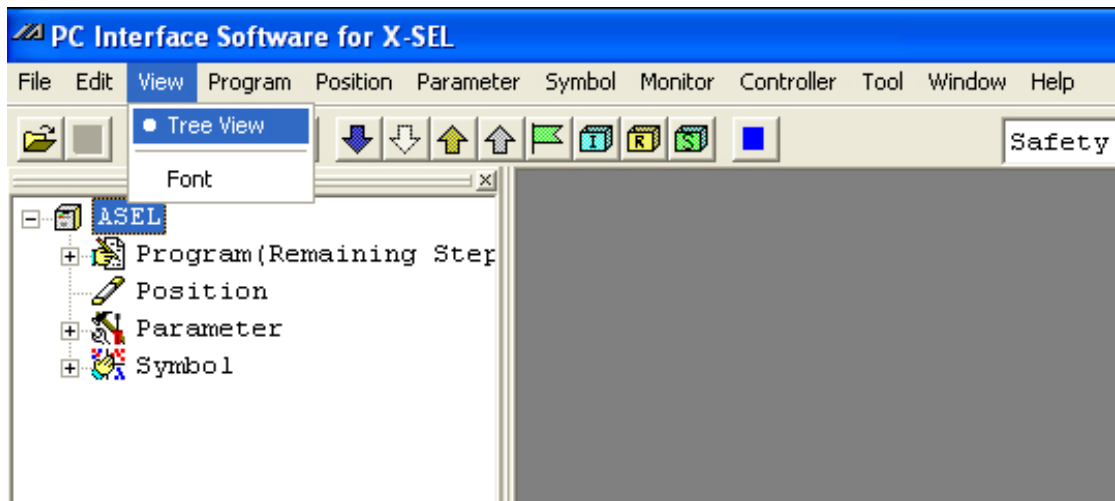 PC Interface Software for X-SEL
File Edit View Program Position Parameter Symbol Monitor Controller Tool Window Help
Tree View
I R S
Safety
Font
ASEL
Program(Remaining Step
Position
Parameter
Symbol